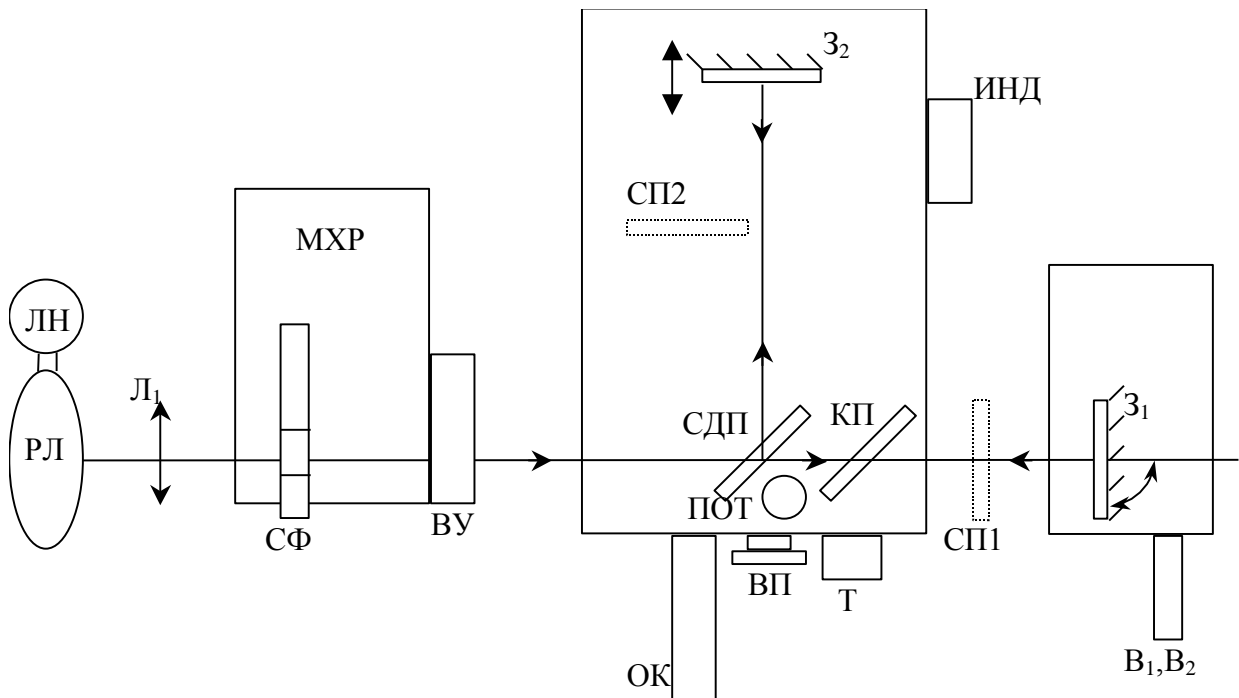 З₂
ИНД
СП2
МХР
ЛН
Л₁
З₁
СДП
КП
РЛ
ПОТ
ВУ
СФ
СП1
ВП
Т
В₁,В₂
ОК